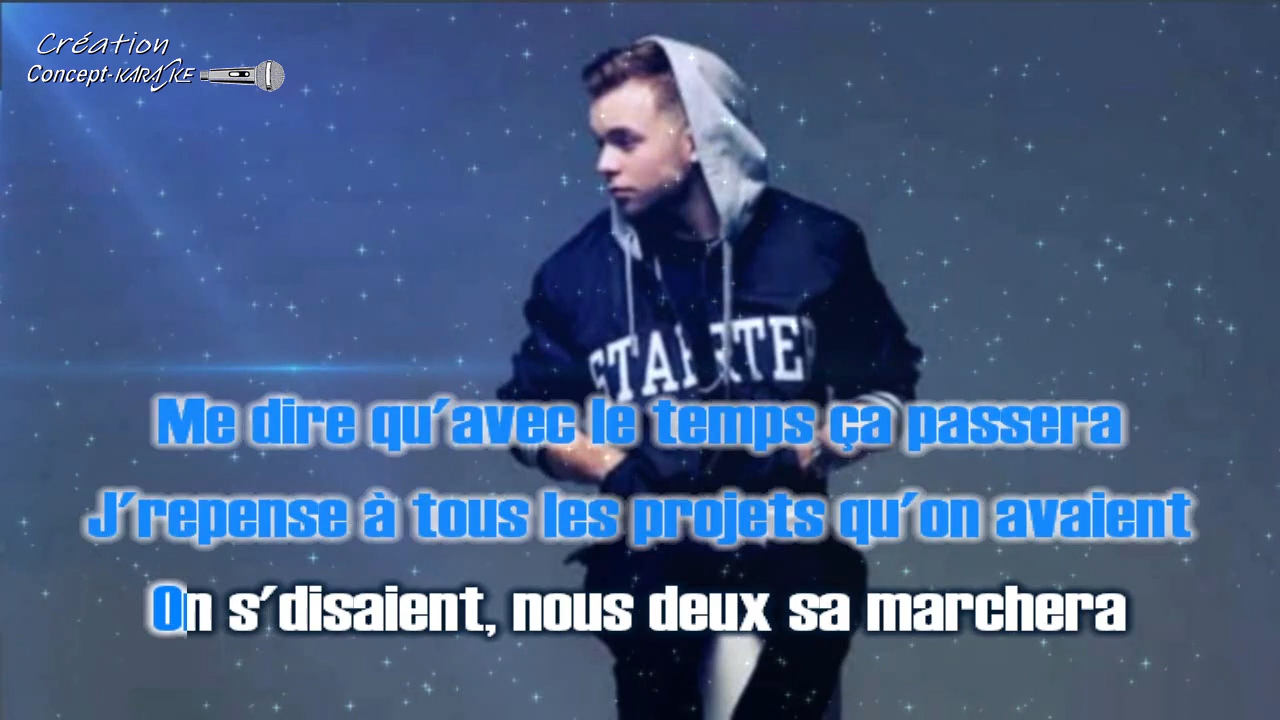 Création
Concept-KARAOKE
STARTER
Me dire qu'avec le temps ça passera
J'repense à tous les projets qu'on avaient
On s'disaient, nous deux sa marchera